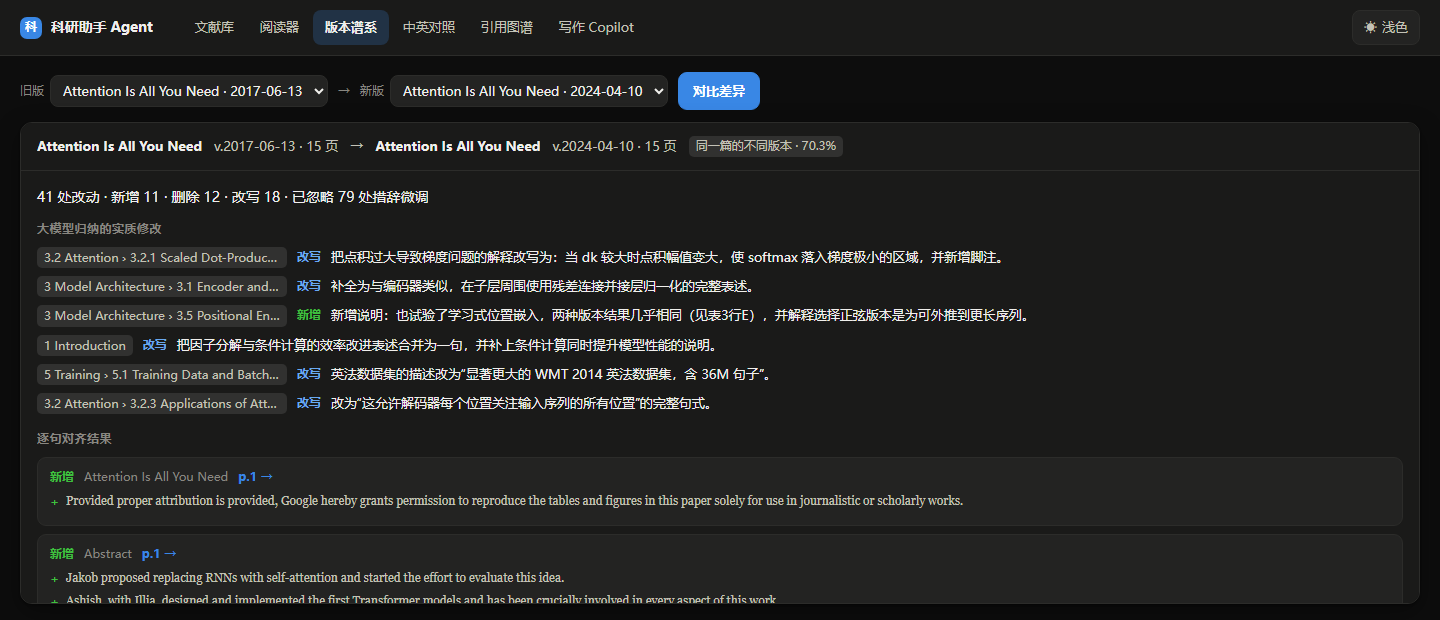 科 科研助手 Agent 文献库 阅读器 版本谱系 中英对照 引用图谱 写作 Copilot ☀ 浅色
旧版 Attention Is All You Need · 2017-06-13 → 新版 Attention Is All You Need · 2024-04-10 对比差异
Attention Is All You Need v.2017-06-13 · 15 页 → Attention Is All You Need v.2024-04-10 · 15 页 同一篇的不同版本 · 70.3%
41 处改动 · 新增 11 · 删除 12 · 改写 18 · 已忽略 79 处措辞微调
大模型归纳的实质修改
3.2 Attention › 3.2.1 Scaled Dot-Produc... 改写 把点积过大导致梯度问题的解释改写为：当 dk 较大时点积幅值变大，使 softmax 落入梯度极小的区域，并新增脚注。
3 Model Architecture › 3.1 Encoder and... 改写 补全为与编码器类似，在子层周围使用残差连接并接层归一化的完整表述。
3 Model Architecture › 3.5 Positional En... 新增 新增说明：也试验了学习式位置嵌入，两种版本结果几乎相同（见表3行E），并解释选择正弦版本是为可外推到更长序列。
1 Introduction 改写 把因子分解与条件计算的效率改进表述合并为一句，并补上条件计算同时提升模型性能的说明。
5 Training › 5.1 Training Data and Batch... 改写 英法数据集的描述改为“显著更大的 WMT 2014 英法数据集，含 36M 句子”。
3.2 Attention › 3.2.3 Applications of Att... 改写 改为“这允许解码器每个位置关注输入序列的所有位置”的完整句式。
逐句对齐结果
新增 Attention Is All You Need p.1 →
+ Provided proper attribution is provided, Google hereby grants permission to reproduce the tables and figures in this paper solely for use in journalistic or scholarly works.
新增 Abstract p.1 →
+ Jakob proposed replacing RNNs with self-attention and started the effort to evaluate this idea.
+ Ashish, with Illia, designed and implemented the first Transformer models and has been crucially involved in every aspect of this work.